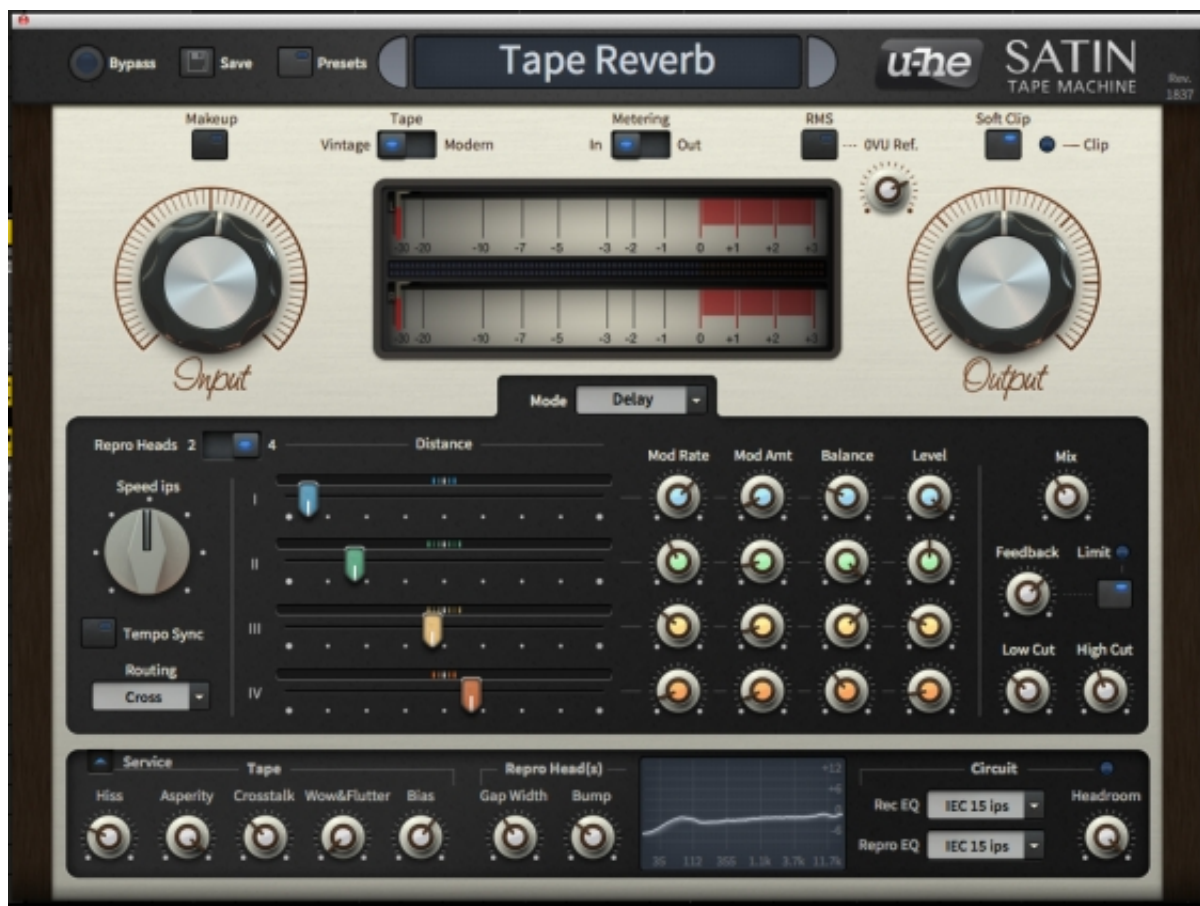 Bypass Save Presets Tape Reverb u-he SATIN
TAPE MACHINE
Rev.
1837
Makeup Tape Metering RMS Soft Clip
Vintage Modern In Out 0VU Ref. Clip
-30 -20 -10 -7 -5 -3 -2 -1 0 +1 +2 +3
-30 -20 -10 -7 -5 -3 -2 -1 0 +1 +2 +3
Input Output
Mode Delay
Repro Heads 2 4 Distance
Mod Rate Mod Amt Balance Level Mix
Speed ips
I
II
Feedback Limit
III
Tempo Sync
Low Cut High Cut
Routing
Cross
IV
Service Tape Repro Head(s) Circuit
Hiss Asperity Crosstalk Wow&Flutter Bias Gap Width Bump Headroom
+12
+6
-6
Rec EQ IEC 15 ips
Repro EQ IEC 15 ips
35 112 355 1.1k 3.7k 11.7k